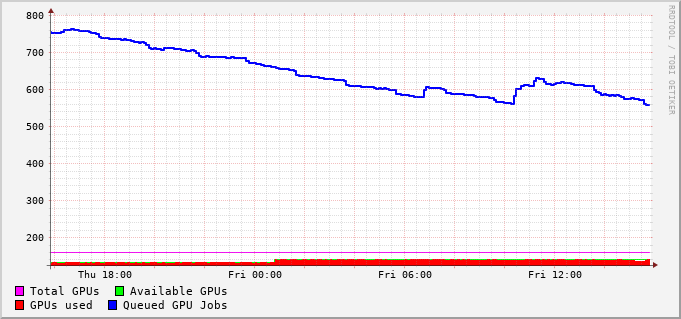 800
700
600
500
400
300
200
Thu 18:00 Fri 00:00 Fri 06:00 Fri 12:00
Total GPUs Available GPUs
GPUs used Queued GPU Jobs
RRDTOOL / TOBI OETIKER